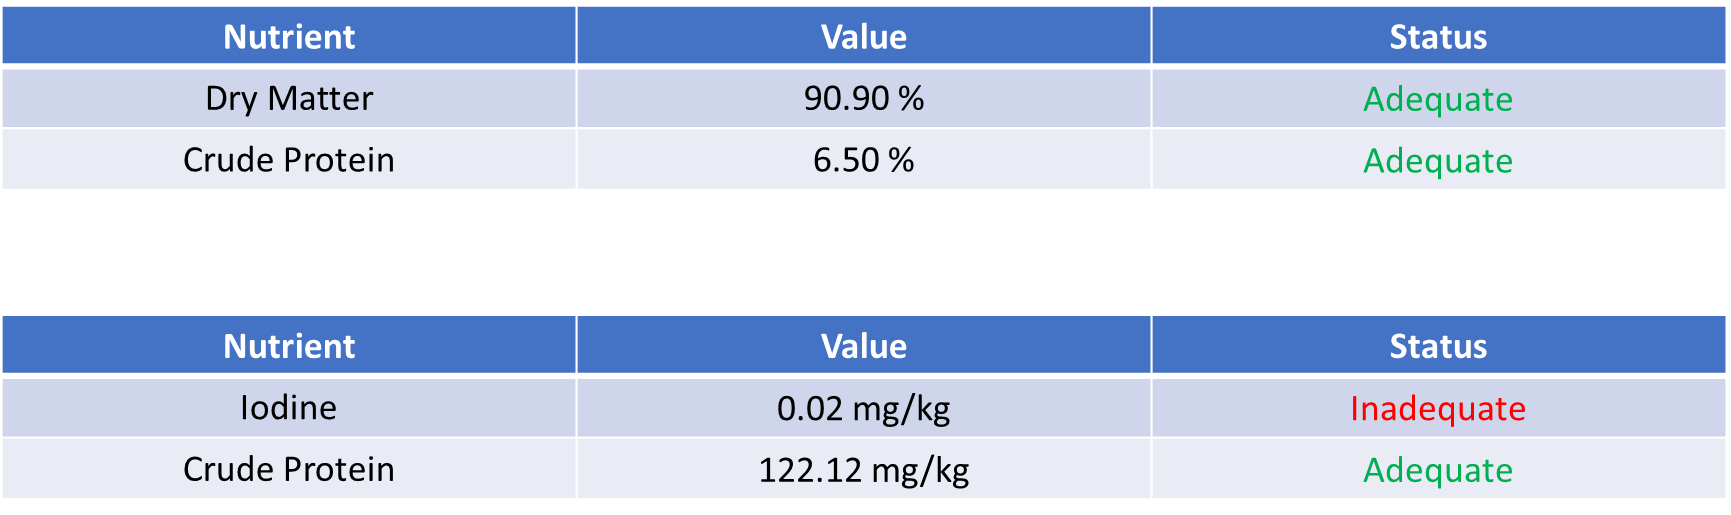 Nutrient Value Status
Dry Matter 90.90 % Adequate
Crude Protein 6.50 % Adequate
Nutrient Value Status
Iodine 0.02 mg/kg Inadequate
Crude Protein 122.12 mg/kg Adequate